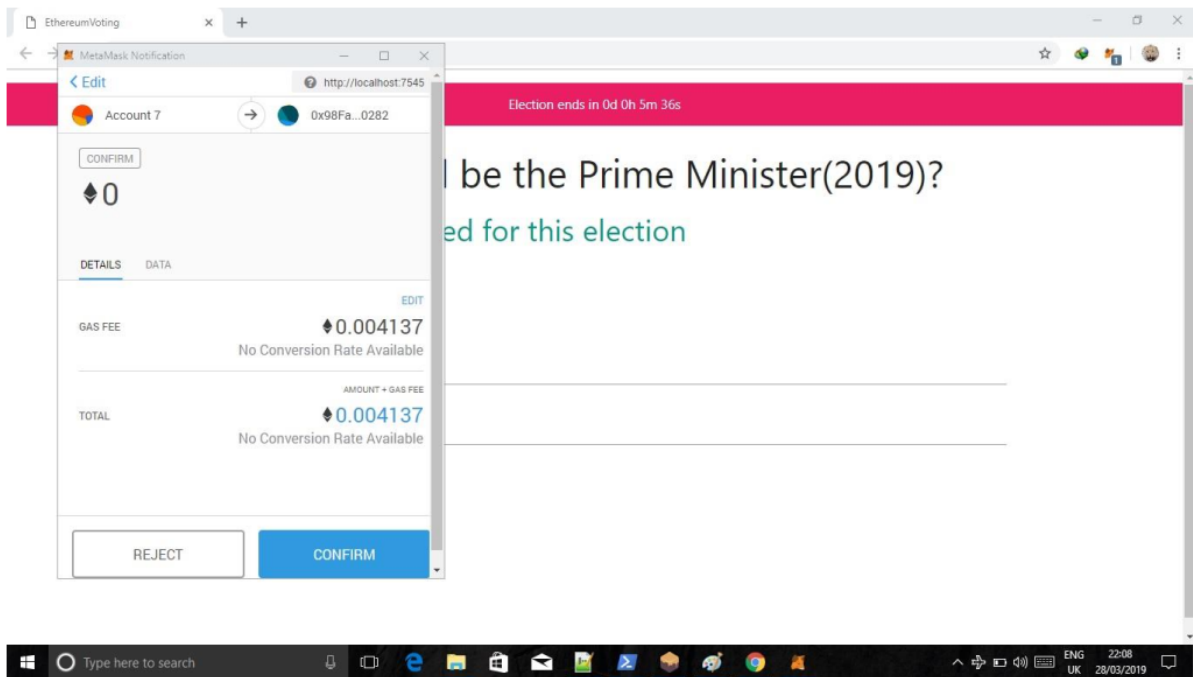 EthereumVoting
MetaMask Notification
Edit
http://localhost:7545
Account 7
0x98Fa...0282
Election ends in 0d 0h 5m 36s
CONFIRM
0
be the Prime Minister(2019)?
ed for this election
DETAILS DATA
EDIT
GAS FEE
0.004137
No Conversion Rate Available
AMOUNT + GAS FEE
TOTAL
0.004137
No Conversion Rate Available
REJECT
CONFIRM
1
Type here to search
ENG
UK
22:08
28/03/2019